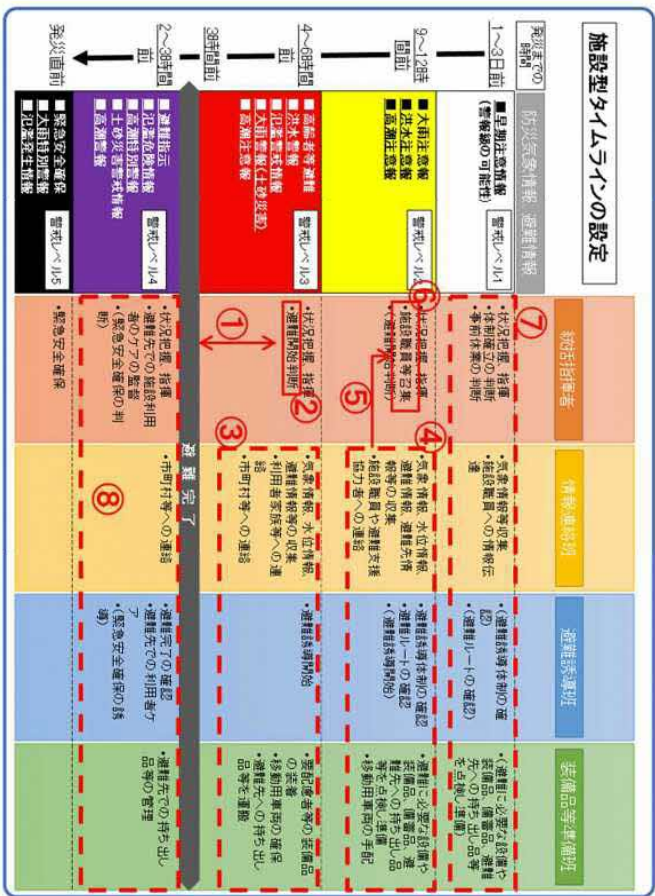 施設型タイムラインの設定
発災までの
時間
防災気象情報・避難情報
統括指揮者
情報連絡班
避難誘導班
装備品等準備班
1～3日前
■早期注意情報
(警報級の可能性)
警戒レベル1
⑦
・状況把握、指揮
・体制確立の判断
・事前休業の判断
・気象情報等収集
・施設職員への情報伝
達
・(避難誘導体制の確
認)
・(避難ルートの確認)
・(避難に必要な設備や
装備品、備蓄品、避難
先への持ち出し品等
を点検し準備)
9～12時
間前
■大雨注意報
■洪水注意報
■高潮注意報
警戒レベル2
⑥
・状況把握、指揮
・施設職員等召集
・(避難開始判断)
⑤
④
・気象情報、水位情報、
避難情報、避難先情
報等の収集
・施設職員や避難支援
協力者への連絡
・避難誘導体制の確認
・避難ルートの確認
・(避難誘導開始)
・避難に必要な設備や
装備品、備蓄品、避
難先への持ち出し品
等を点検し準備
・移動用車両の手配
4～6時間
前
3時間前
■高齢者等避難
■洪水警報
■氾濫警戒情報
■大雨警報(土砂災害)、
■高潮注意報
警戒レベル3
・状況把握、指揮
・避難開始判断
②
①
③
・気象情報、水位情報、
避難情報等の収集
・利用者家族等への連
絡
・市町村等への連絡
・避難誘導開始
・要配慮者等の装備品
の装着
・移動用車両の確保
・避難先への持ち出し
品等を運搬
避難完了
2～3時間
前
■避難指示
■氾濫危険情報
■高潮特別警報
■高潮警報
■土砂災害警戒情報
警戒レベル4
・状況把握、指揮
・避難先での施設利用
者のケアの監督
・(緊急安全確保の判
断)
・市町村等への連絡
⑧
・避難完了の確認
・避難先での利用者ケ
ア
・(緊急安全確保の誘
導)
・避難先での持ち出し
品等の管理
発災直前
■緊急安全確保
■大雨特別警報
■氾濫発生情報
警戒レベル5
・緊急安全確保